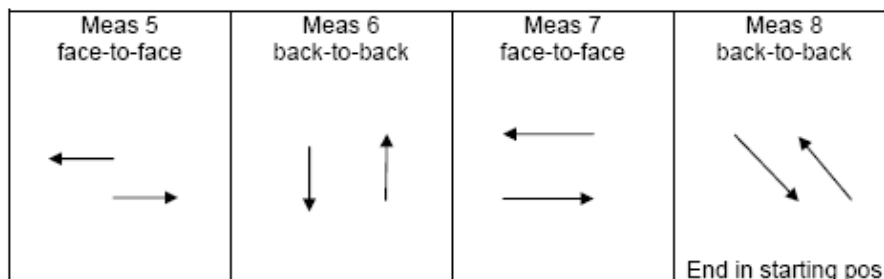 Meas 5
face-to-face
Meas 6
back-to-back
Meas 7
face-to-face
Meas 8
back-to-back
End in starting pos